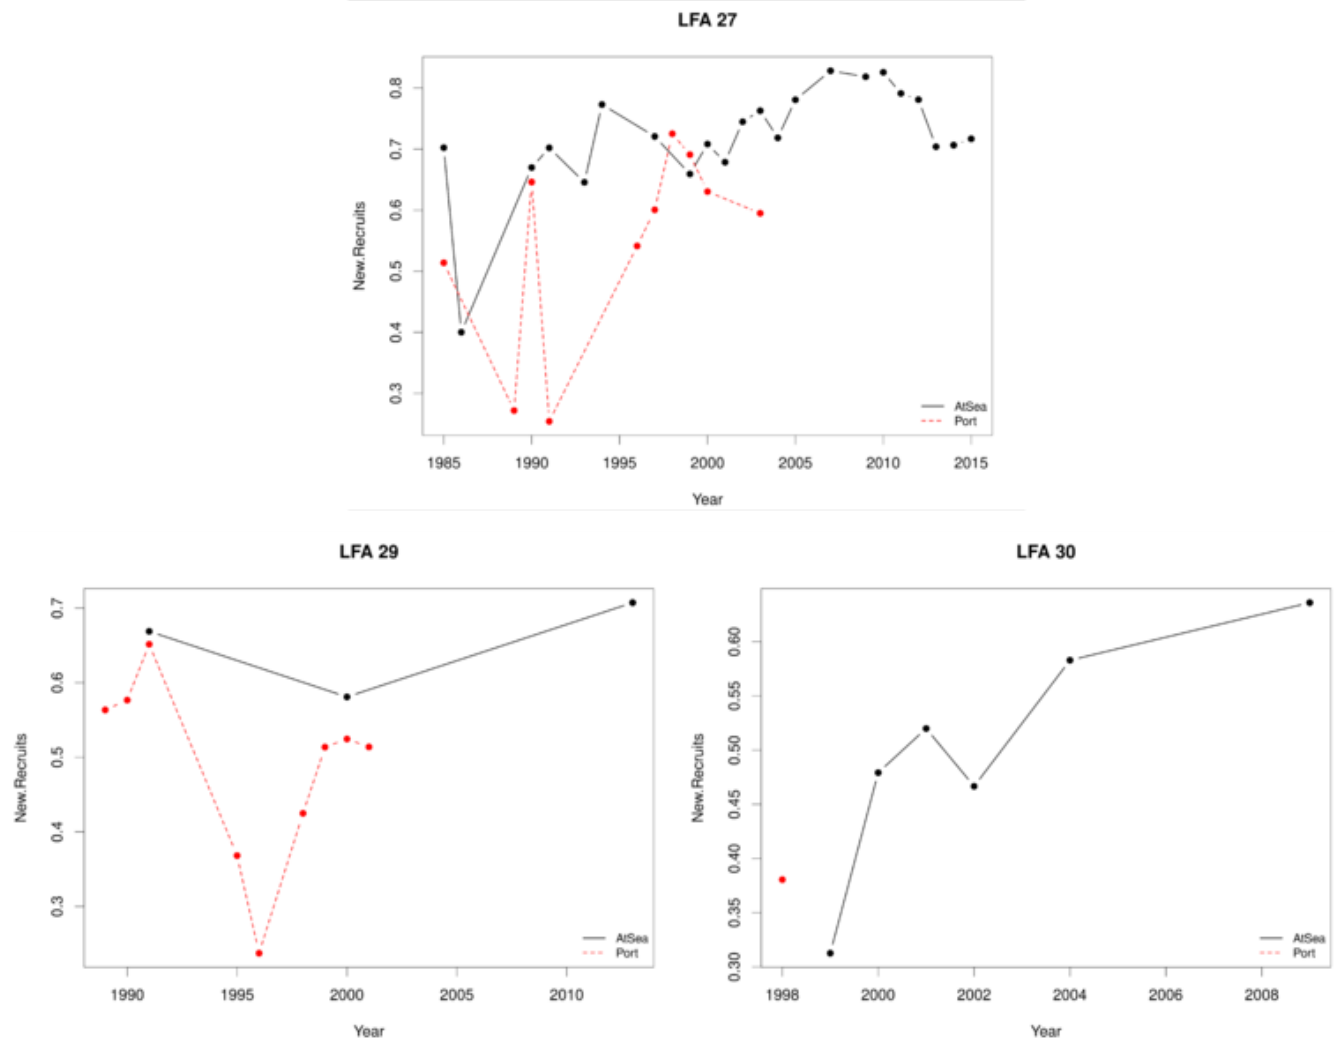 LFA 27
New.Recruits
0.8
0.7
0.6
0.5
0.4
0.3
AtSea
Port
1985 1990 1995 2000 2005 2010 2015
Year
LFA 29
New.Recruits
0.7
0.6
0.5
0.4
0.3
AtSea
Port
1990 1995 2000 2005 2010
Year
LFA 30
New.Recruits
0.60
0.55
0.50
0.45
0.40
0.35
0.30
AtSea
Port
1998 2000 2002 2004 2006 2008
Year